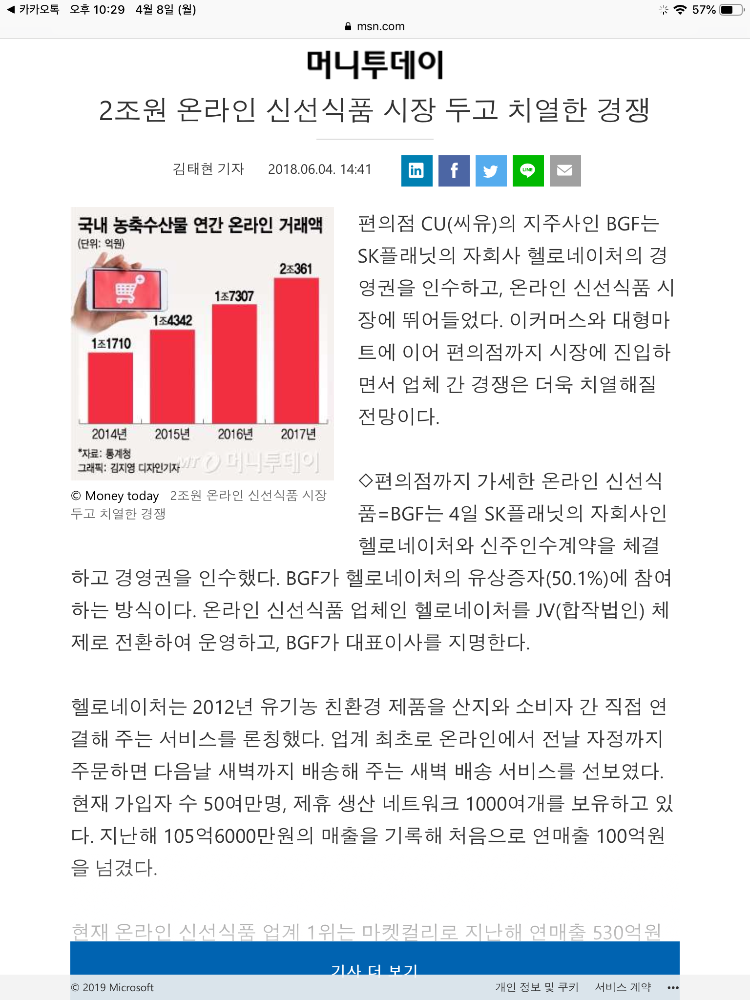 카카오톡 오후 10:29 4월 8일 (월) 57%
msn.com
머니투데이
2조원 온라인 신선식품 시장 두고 치열한 경쟁
김태현 기자 2018.06.04. 14:41
in f LINE
국내 농축수산물 연간 온라인 거래액
(단위: 억원)
2조361
1조7307
1조4342
1조1710
2014년 2015년 2016년 2017년
*자료: 통계청
그래픽: 김지영 디자인기자
MT 머니투데이
© Money today 2조원 온라인 신선식품 시장
두고 치열한 경쟁
편의점 CU(씨유)의 지주사인 BGF는
SK플래닛의 자회사 헬로네이처의 경
영권을 인수하고, 온라인 신선식품 시
장에 뛰어들었다. 이커머스와 대형마
트에 이어 편의점까지 시장에 진입하
면서 업체 간 경쟁은 더욱 치열해질
전망이다.
◇편의점까지 가세한 온라인 신선식
품=BGF는 4일 SK플래닛의 자회사인
헬로네이처와 신주인수계약을 체결
하고 경영권을 인수했다. BGF가 헬로네이처의 유상증자(50.1%)에 참여
하는 방식이다. 온라인 신선식품 업체인 헬로네이처를 JV(합작법인) 체
제로 전환하여 운영하고, BGF가 대표이사를 지명한다.
헬로네이처는 2012년 유기농 친환경 제품을 산지와 소비자 간 직접 연
결해 주는 서비스를 론칭했다. 업계 최초로 온라인에서 전날 자정까지
주문하면 다음날 새벽까지 배송해 주는 새벽 배송 서비스를 선보였다.
현재 가입자 수 50여만명, 제휴 생산 네트워크 1000여개를 보유하고 있
다. 지난해 105억6000만원의 매출을 기록해 처음으로 연매출 100억원
을 넘겼다.
현재 온라인 신선식품 업계 1위는 마켓컬리로 지난해 연매출 530억원
기사 더 보기
© 2019 Microsoft 개인 정보 및 쿠키 서비스 계약 •••